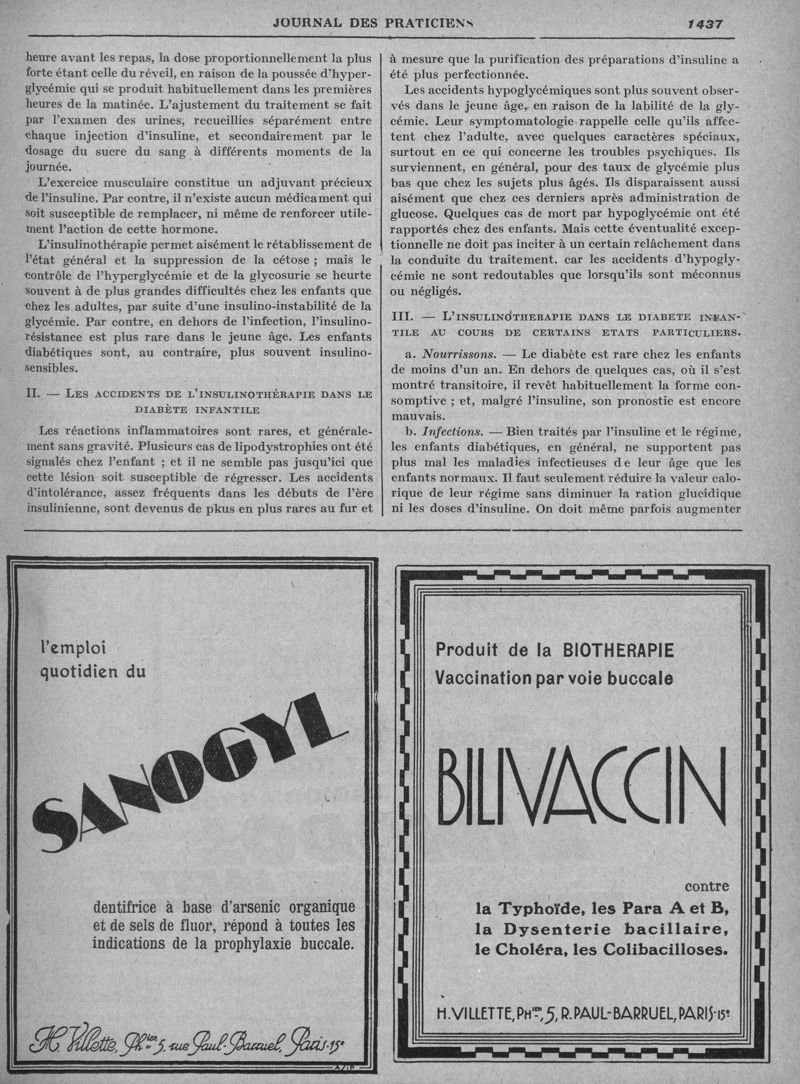 JOURNAL DES PRATICIENS
1437
heure avant les repas, la dose proportionnellement la plus
forte étant celle du réveil, en raison de la poussée d'hyper-
glycémie qui se produit habituellement dans les premières
heures de la matinée. L'ajustement du traitement se fait
par l'examen des urines, recueillies séparément entre
chaque injection d'insuline, et secondairement par le
dosage du sucre du sang à différents moments de la
journée.
L'exercice musculaire constitue un adjuvant précieux
de l'insuline. Par contre, il n'existe aucun médicament qui
soit susceptible de remplacer, ni même de renforcer utile-
ment l'action de cette hormone.
L'insulinothérapie permet aisément le rétablissement de
l'état général et la suppression de la cétose ; mais le
contrôle de l'hyperglycémie et de la glycosurie se heurte
souvent à de plus grandes difficultés chez les enfants que
chez les adultes, par suite d'une insulino-instabilité de la
glycémie. Par contre, en dehors de l'infection, l'insulino-
résistance est plus rare dans le jeune âge. Les enfants
diabétiques sont, au contraire, plus souvent insulino-
sensibles.
II. — LES ACCIDENTS DE L'INSULINOTHÉRAPIE DANS LE
DIABÈTE INFANTILE
Les réactions inflammatoires sont rares, et générale-
ment sans gravité. Plusieurs cas de lipodystrophies ont été
signalés chez l'enfant ; et il ne semble pas jusqu'ici que
cette lésion soit susceptible de régresser. Les accidents
d'intolérance, assez fréquents dans les débuts de l'ère
insulinienne, sont devenus de pkus en plus rares au fur et
à mesure que la purification des préparations d'insuline a
été plus perfectionnée.
Les accidents hypoglycémiques sont plus souvent obser-
vés dans le jeune âge, en raison de la labilité de la gly-
cémie. Leur symptomatologie rappelle celle qu'ils affec-
tent chez l'adulte, avec quelques caractères spéciaux,
surtout en ce qui concerne les troubles psychiques. Ils
surviennent, en général, pour des taux de glycémie plus
bas que chez les sujets plus âgés. Ils disparaissent aussi
aisément que chez ces derniers après administration de
glucose. Quelques cas de mort par hypoglycémie ont été
rapportés chez des enfants. Mais cette éventualité excep-
tionnelle ne doit pas inciter à un certain relâchement dans
la conduite du traitement. car les accidents d'hypogly-
cémie ne sont redoutables que lorsqu'ils sont méconnus
ou négligés.
III. — L'INSULINOTHERAPIE DANS LE DIABETE INFAN-
TILE AU COURS DE CERTAINS ETATS PARTICULIERS.
a. Nourrissons. — Le diabète est rare chez les enfants
de moins d'un an. En dehors de quelques cas, où il s'est
montré transitoire, il revêt habituellement la forme con-
somptive ; et, malgré l'insuline, son pronostic est encore
mauvais.
b. Infections. — Bien traités par l'insuline et le régime,
les enfants diabétiques, en général, ne supportent pas
plus mal les maladies infectieuses de leur âge que les
enfants normaux. Il faut seulement réduire la valeur calo-
rique de leur régime sans diminuer la ration glucidique
ni les doses d'insuline. On doit même parfois augmenter
l'emploi
quotidien du
SANOGYL
dentifrice à base d'arsenic organique
et de sels de fluor, répond à toutes les
indications de la prophylaxie buccale.
H. Villette, Phien 5, rue Paul-Barruel, Paris-15e
Produit de la BIOTHERAPIE
Vaccination par voie buccale
BILIVACCIN
contre
la Typhoïde, les Para A et B,
la Dysenterie bacillaire,
le Choléra, les Colibacilloses.
H. VILLETTE, PHien, 5, R. PAUL-BARRUEL, PARIS-15e